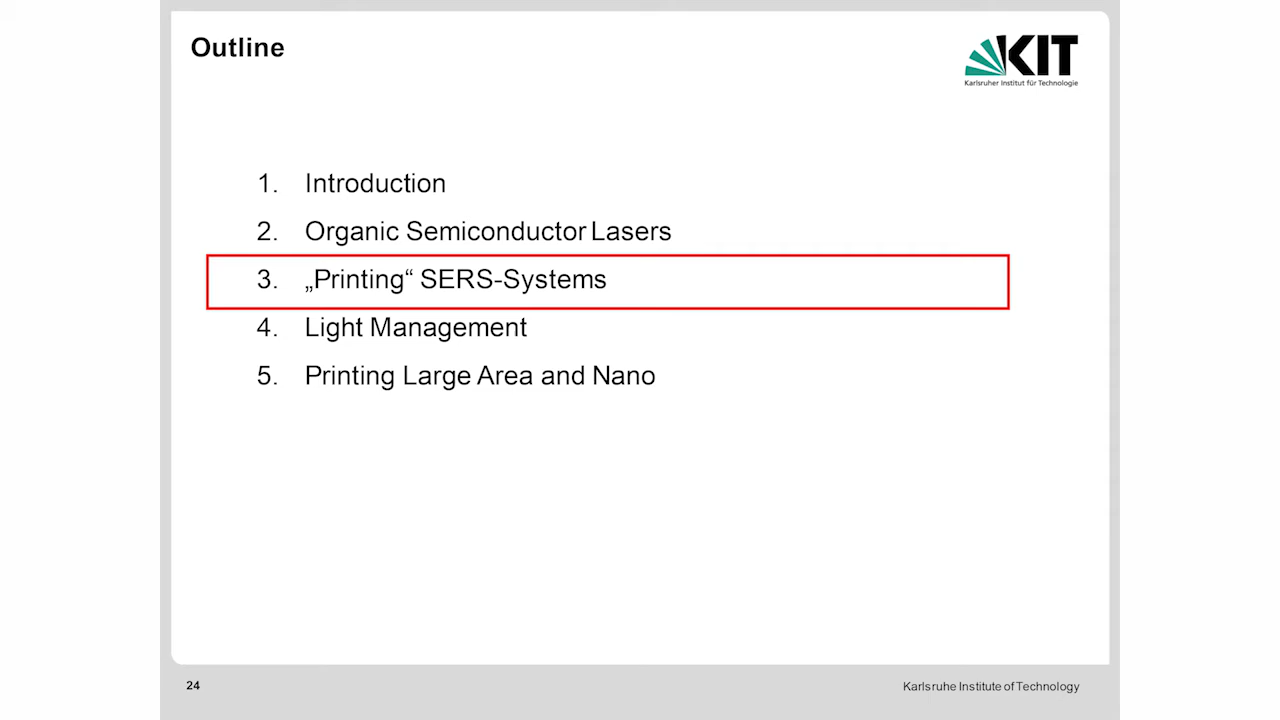 Outline
KIT
Karlsruher Institut für Technologie
1. Introduction
2. Organic Semiconductor Lasers
3. „Printing“ SERS-Systems
4. Light Management
5. Printing Large Area and Nano
24
Karlsruhe Institute of Technology